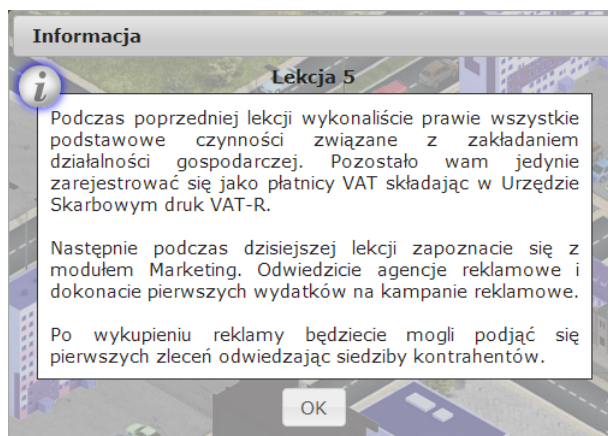 Informacja
i
Lekcja 5
Podczas poprzedniej lekcji wykonaliście prawie wszystkie
podstawowe czynności związane z zakładaniem
działalności gospodarczej. Pozostało wam jedynie
zarejestrować się jako płatnicy VAT składając w Urzędzie
Skarbowym druk VAT-R.
Następnie podczas dzisiejszej lekcji zapoznacie się z
modułem Marketing. Odwiedzicie agencje reklamowe i
dokonacie pierwszych wydatków na kampanie reklamowe.
Po wykupieniu reklamy będziecie mogli podjąć się
pierwszych zleceń odwiedzając siedziby kontrahentów.
OK